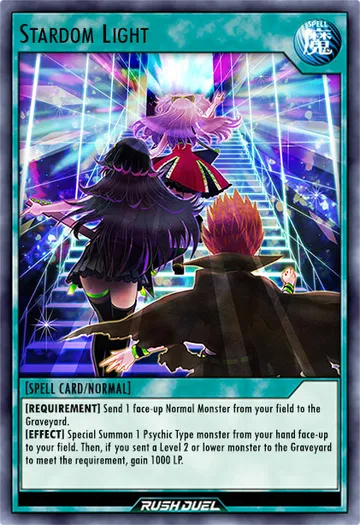 Stardom Light
SPELL
魔
[SPELL CARD/NORMAL]
[REQUIREMENT] Send 1 face-up Normal Monster from your field to the
Graveyard.
[EFFECT] Special Summon 1 Psychic Type monster from your hand face-up
to your field. Then, if you sent a Level 2 or lower monster to the Graveyard
to meet the requirement, gain 1000 LP.
RUSH DUEL